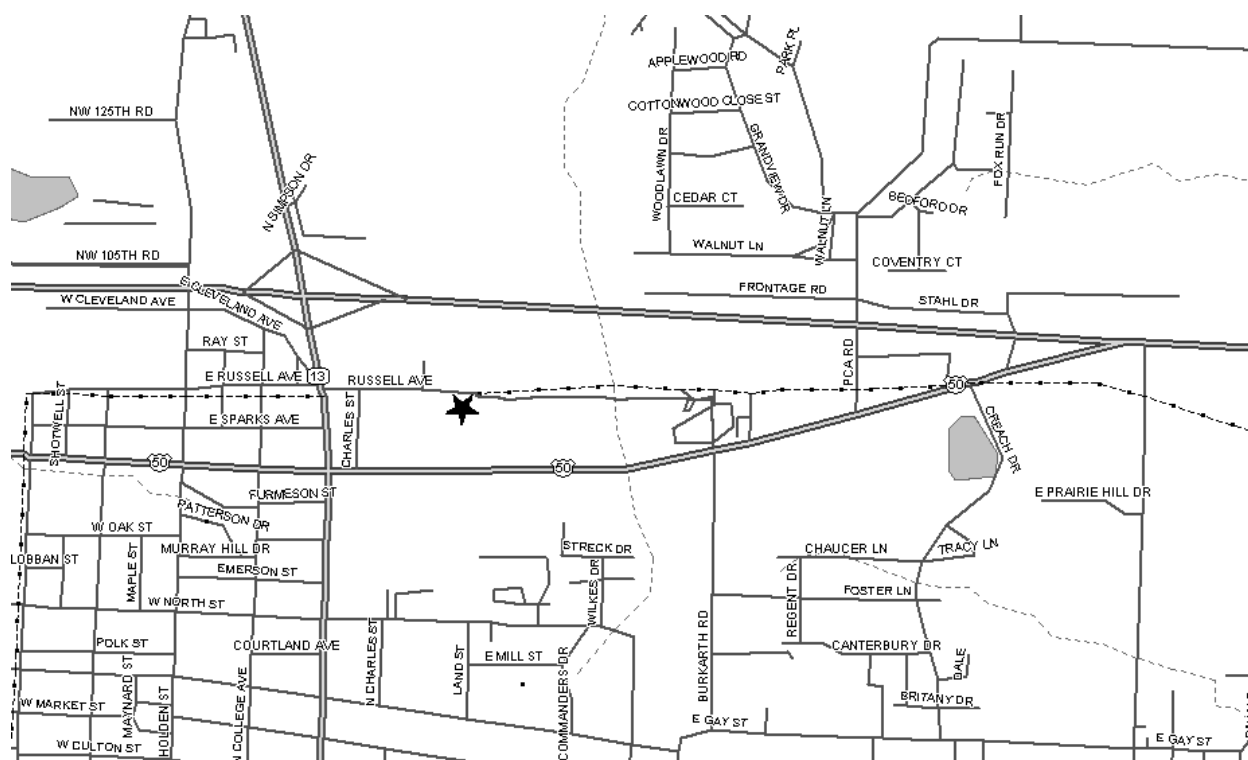 PARK PL
APPLEWOOD RD
COTTONWOOD CLOSE ST
NW 125TH RD
FOX RUN DR
GRANDVIEW DR
WOODLAWN DR
N SIMPSON DR
CEDAR CT
BEDFORD DR
WALNUT LN
WALNUT LN
NW 105TH RD
COVENTRY CT
E CLEVELAND AVE
W CLEVELAND AVE
FRONTAGE RD
STAHL DR
RAY ST
PCA RD
E RUSSELL AVE
13
RUSSELL AVE
50
SHOTWELL ST
E SPARKS AVE
CHARLES ST
CREACH DR
50
50
FURMESON ST
E PRAIRIE HILL DR
PATTERSON DR
W OAK ST
MURRAY HILL DR
STRECK DR
CHAUCER LN
TRACY LN
LOBBAN ST
MAPLE ST
EMERSON ST
WILKES DR
REGENT DR
FOSTER LN
W NORTH ST
POLK ST
COURTLAND AVE
N CHARLES ST
LAND ST
E MILL ST
BURKARTH RD
CANTERBURY DR
DALE
MAYNARD ST
HOLDEN ST
N COLLEGE AVE
COMMANDERS DR
BRITANY DR
W MARKET ST
E GAY ST
E GAY ST
W CULTON ST